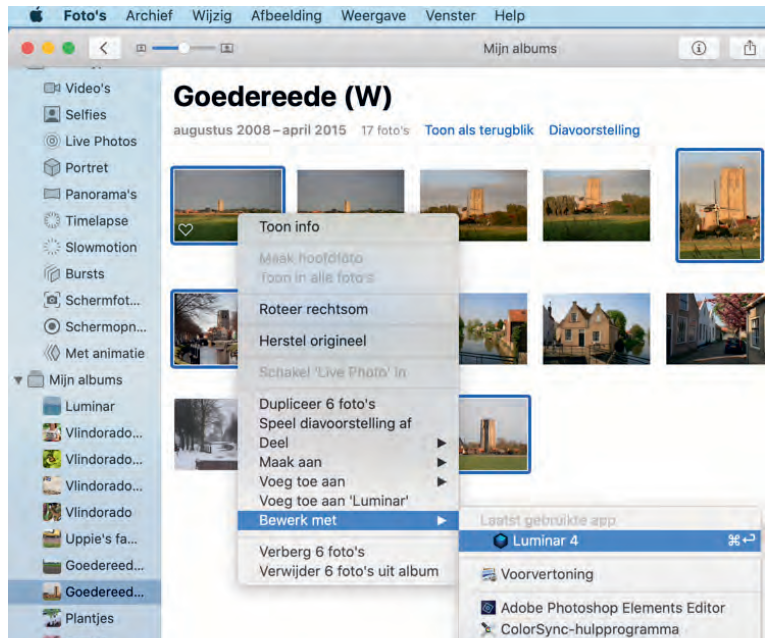 Foto's Archief Wijzig Afbeelding Weergave Venster Help
Mijn albums
Video's
Selfies
Live Photos
Portret
Panorama's
Timelapse
Slowmotion
Bursts
Schermfot...
Schermopn...
Met animatie
Mijn albums
Luminar
Vlindorado...
Vlindorado...
Vlindorado...
Vlindorado
Uppie's fa...
Goedereed...
Goedereed...
Plantjes
Goedereede (W)
augustus 2008–april 2015 17 foto's Toon als terugblik Diavoorstelling
Toon info
Maak hoofdfoto
Toon in alle foto's
Roteer rechtsom
Herstel origineel
Schakel 'Live Photo' in
Dupliceer 6 foto's
Speel diavoorstelling af
Deel
Maak aan
Voeg toe aan
Voeg toe aan 'Luminar'
Bewerk met
Verberg 6 foto's
Verwijder 6 foto's uit album
Laatst gebruikte app
Luminar 4 ⌘↩
Voorvertoning
Adobe Photoshop Elements Editor
ColorSync-hulpprogramma